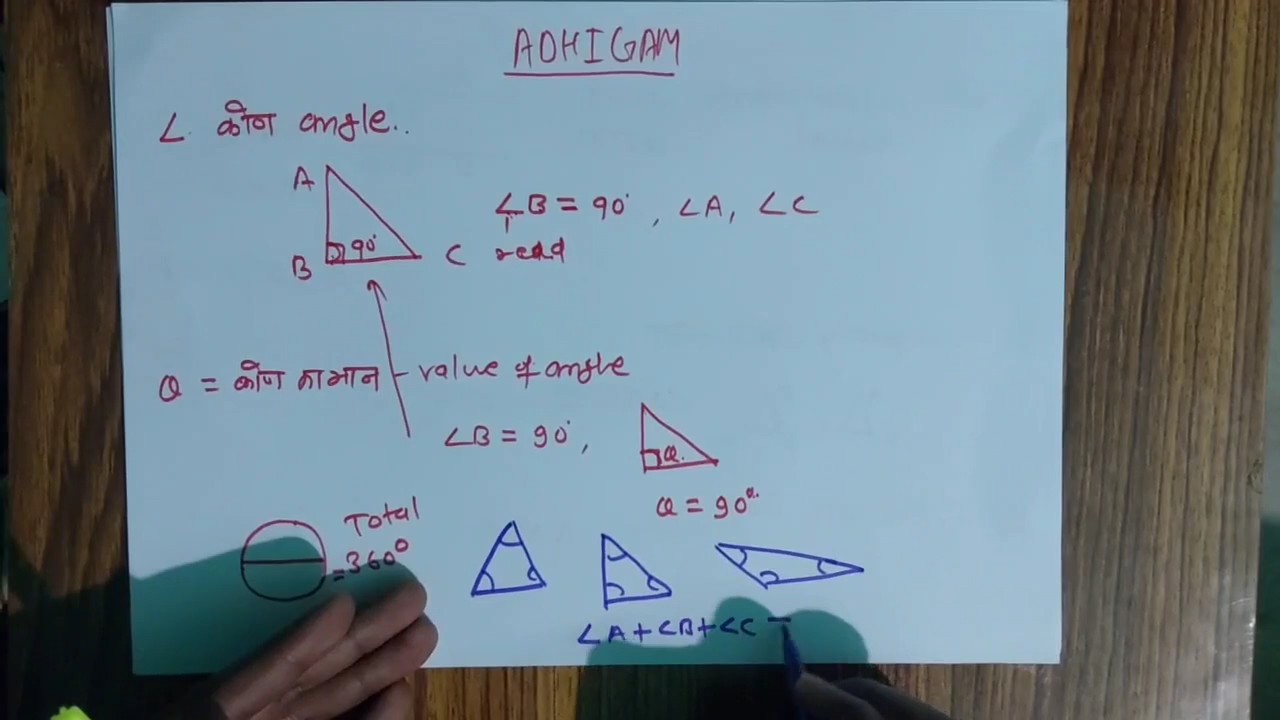 ADHIGAM
∠ कोन angle..
A
∠B = 90°, ∠A, ∠C
B 90° C read
Q = कोण का मान - value of angle
∠B = 90°,
Q.
Q = 90°
Total
= 360°
∠A+∠B+∠C =